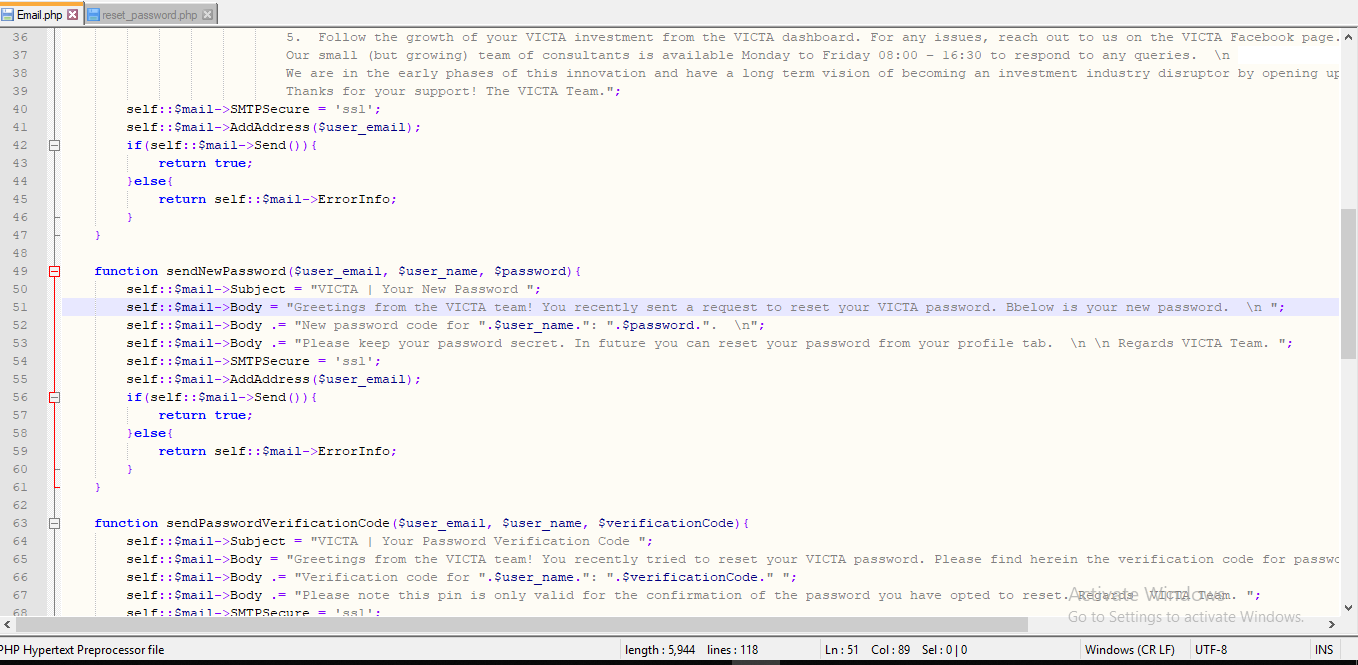 Email.php reset_password.php
36 5. Follow the growth of your VICTA investment from the VICTA dashboard. For any issues, reach out to us on the VICTA Facebook page.
37 Our small (but growing) team of consultants is available Monday to Friday 08:00 - 16:30 to respond to any queries. \n
38 We are in the early phases of this innovation and have a long term vision of becoming an investment industry disruptor by opening up
39 Thanks for your support! The VICTA Team.";
40 self::$mail->SMTPSecure = 'ssl';
41 self::$mail->AddAddress($user_email);
42 if(self::$mail->Send()){
43 return true;
44 }else{
45 return self::$mail->ErrorInfo;
46 }
47 }
48
49 function sendNewPassword($user_email, $user_name, $password){
50 self::$mail->Subject = "VICTA | Your New Password ";
51 self::$mail->Body = "Greetings from the VICTA team! You recently sent a request to reset your VICTA password. Bbelow is your new password. \n ";
52 self::$mail->Body .= "New password code for ".$user_name.": ".$password.". \n";
53 self::$mail->Body .= "Please keep your password secret. In future you can reset your password from your profile tab. \n \n Regards VICTA Team. ";
54 self::$mail->SMTPSecure = 'ssl';
55 self::$mail->AddAddress($user_email);
56 if(self::$mail->Send()){
57 return true;
58 }else{
59 return self::$mail->ErrorInfo;
60 }
61 }
62
63 function sendPasswordVerificationCode($user_email, $user_name, $verificationCode){
64 self::$mail->Subject = "VICTA | Your Password Verification Code ";
65 self::$mail->Body = "Greetings from the VICTA team! You recently tried to reset your VICTA password. Please find herein the verification code for passwo
66 self::$mail->Body .= "Verification code for ".$user_name.": ".$verificationCode." ";
67 self::$mail->Body .= "Please note this pin is only valid for the confirmation of the password you have opted to reset. Regards VICTA Team. ";
68 self::$mail->SMTPSecure = 'ssl';
Activate Windows
Go to Settings to activate Windows.
PHP Hypertext Preprocessor file length : 5,944 lines : 118 Ln : 51 Col : 89 Sel : 0 | 0 Windows (CR LF) UTF-8 INS